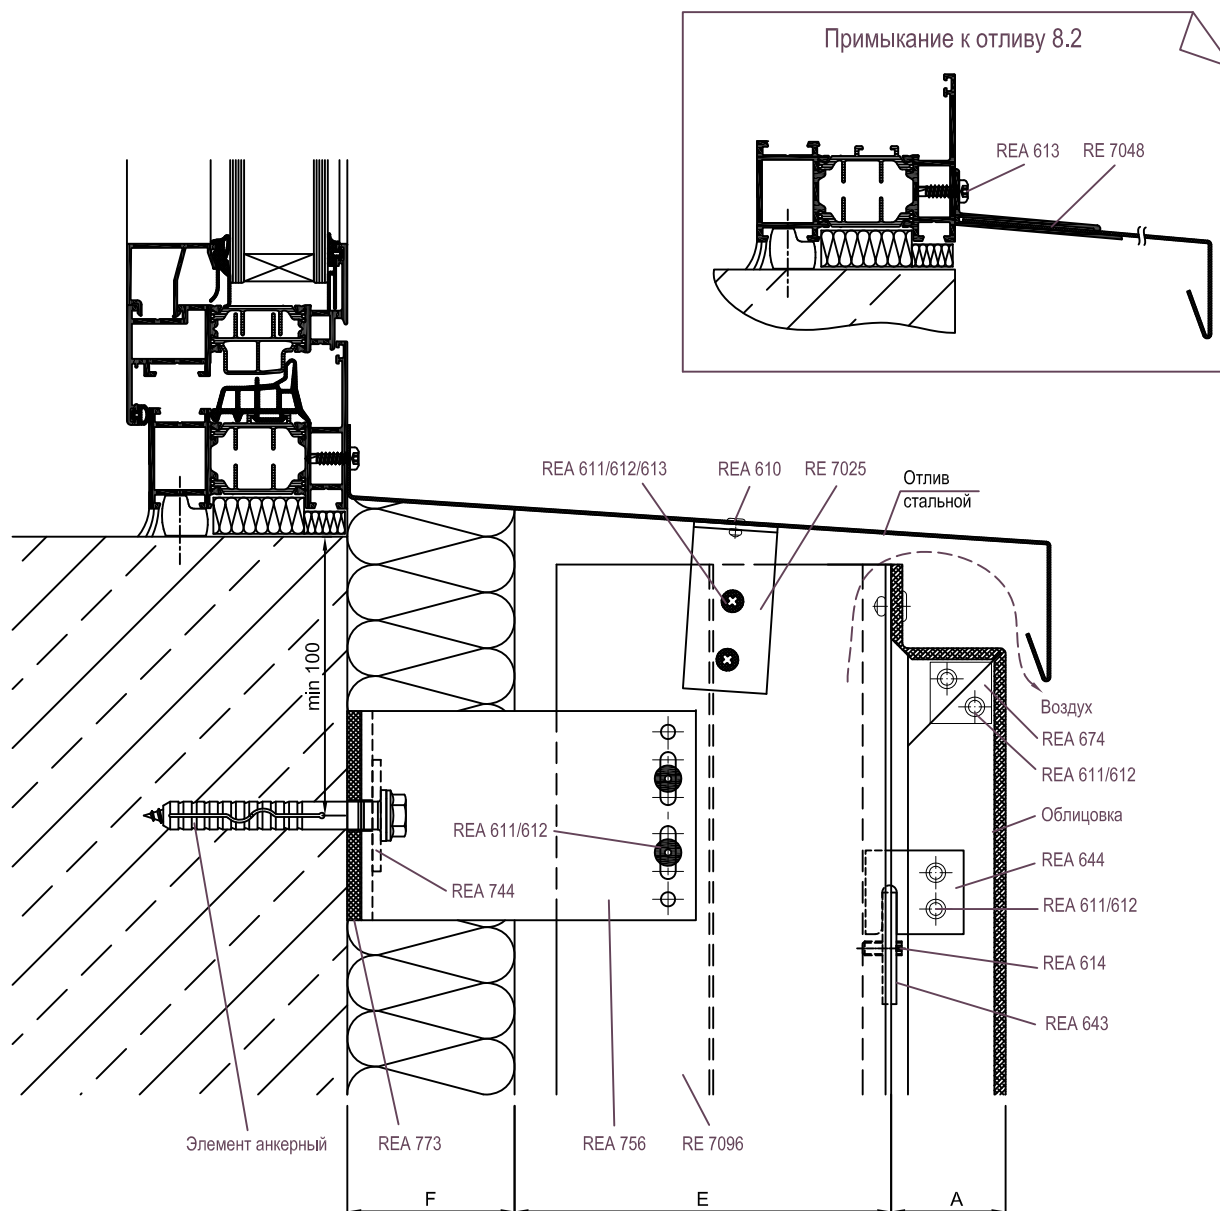 Примыкание к отливу 8.2
REA 613
RE 7048
REA 611/612/613
REA 610
RE 7025
Отлив
стальной
min 100
Воздух
REA 674
REA 611/612
Облицовка
REA 611/612
REA 644
REA 744
REA 611/612
REA 614
REA 643
Элемент анкерный
REA 773
REA 756
RE 7096
F
E
A